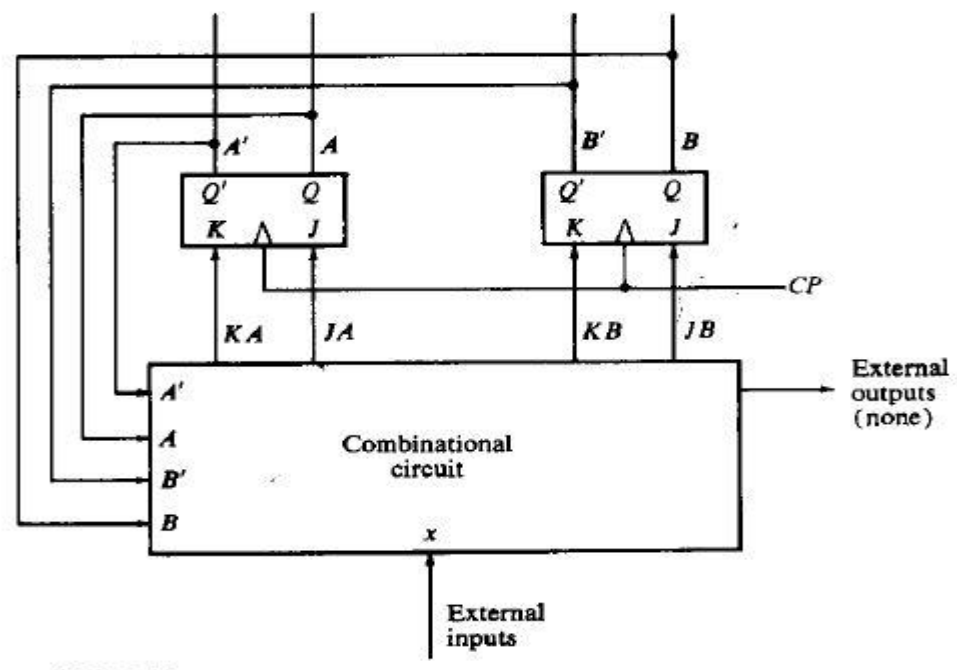 A' A B' B
Q' Q Q' Q
K J K J
CP
KA JA KB JB
External
outputs
(none)
A'
A
B'
B
Combinational
circuit
x
External
inputs